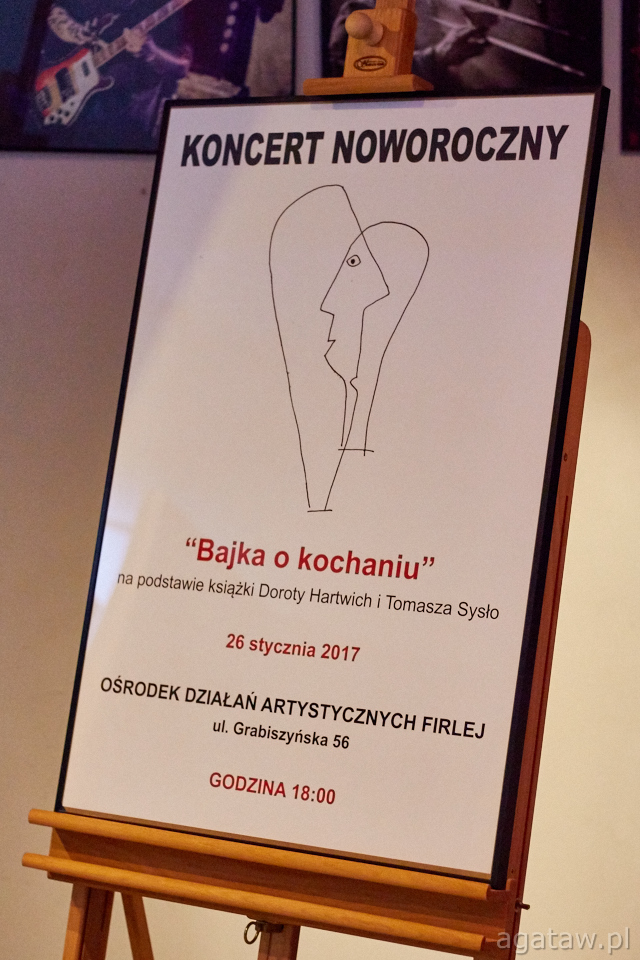 KONCERT NOWOROCZNY
“Bajka o kochaniu”
na podstawie książki Doroty Hartwich i Tomasza Sysło
26 stycznia 2017
OŚRODEK DZIAŁAŃ ARTYSTYCZNYCH FIRLEJ
ul. Grabiszyńska 56
GODZINA 18:00
agataw.pl